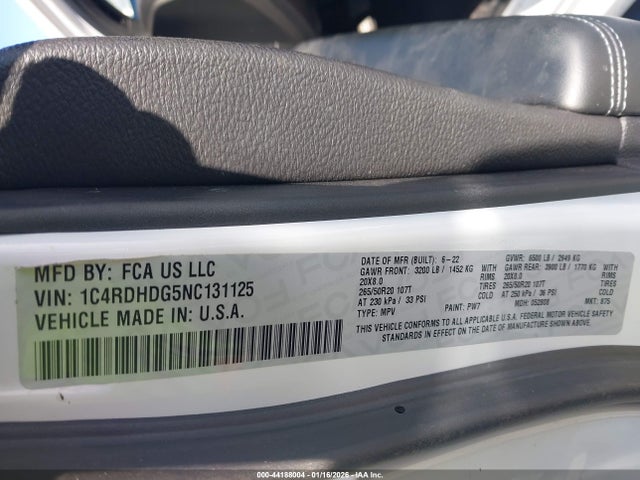 MFD BY: FCA US LLC
VIN: 1C4RDHDG5NC131125
VEHICLE MADE IN: U.S.A.
DATE OF MFR (BUILT): 6-22 GVWR: 6500 LB / 2949 KG
GAWR FRONT: 3200 LB / 1452 KG WITH GAWR REAR: 3900 LB / 1770 KG WITH
20X8.0 RIMS 20X8.0 RIMS
265/50R20 107T TIRES 265/50R20 107T TIRES
AT 230 kPa / 33 PSI AT 250 kPa / 36 PSI
TYPE: MPV PAINT: PW7 MDH: 052808 MKT: 875
THIS VEHICLE CONFORMS TO ALL APPLICABLE U.S.A. FEDERAL MOTOR VEHICLE SAFETY
STANDARDS IN EFFECT ON THE DATE OF MANUFACTURE SHOWN ABOVE.
000-44188004 - 01/16/2026 - IAA Inc.